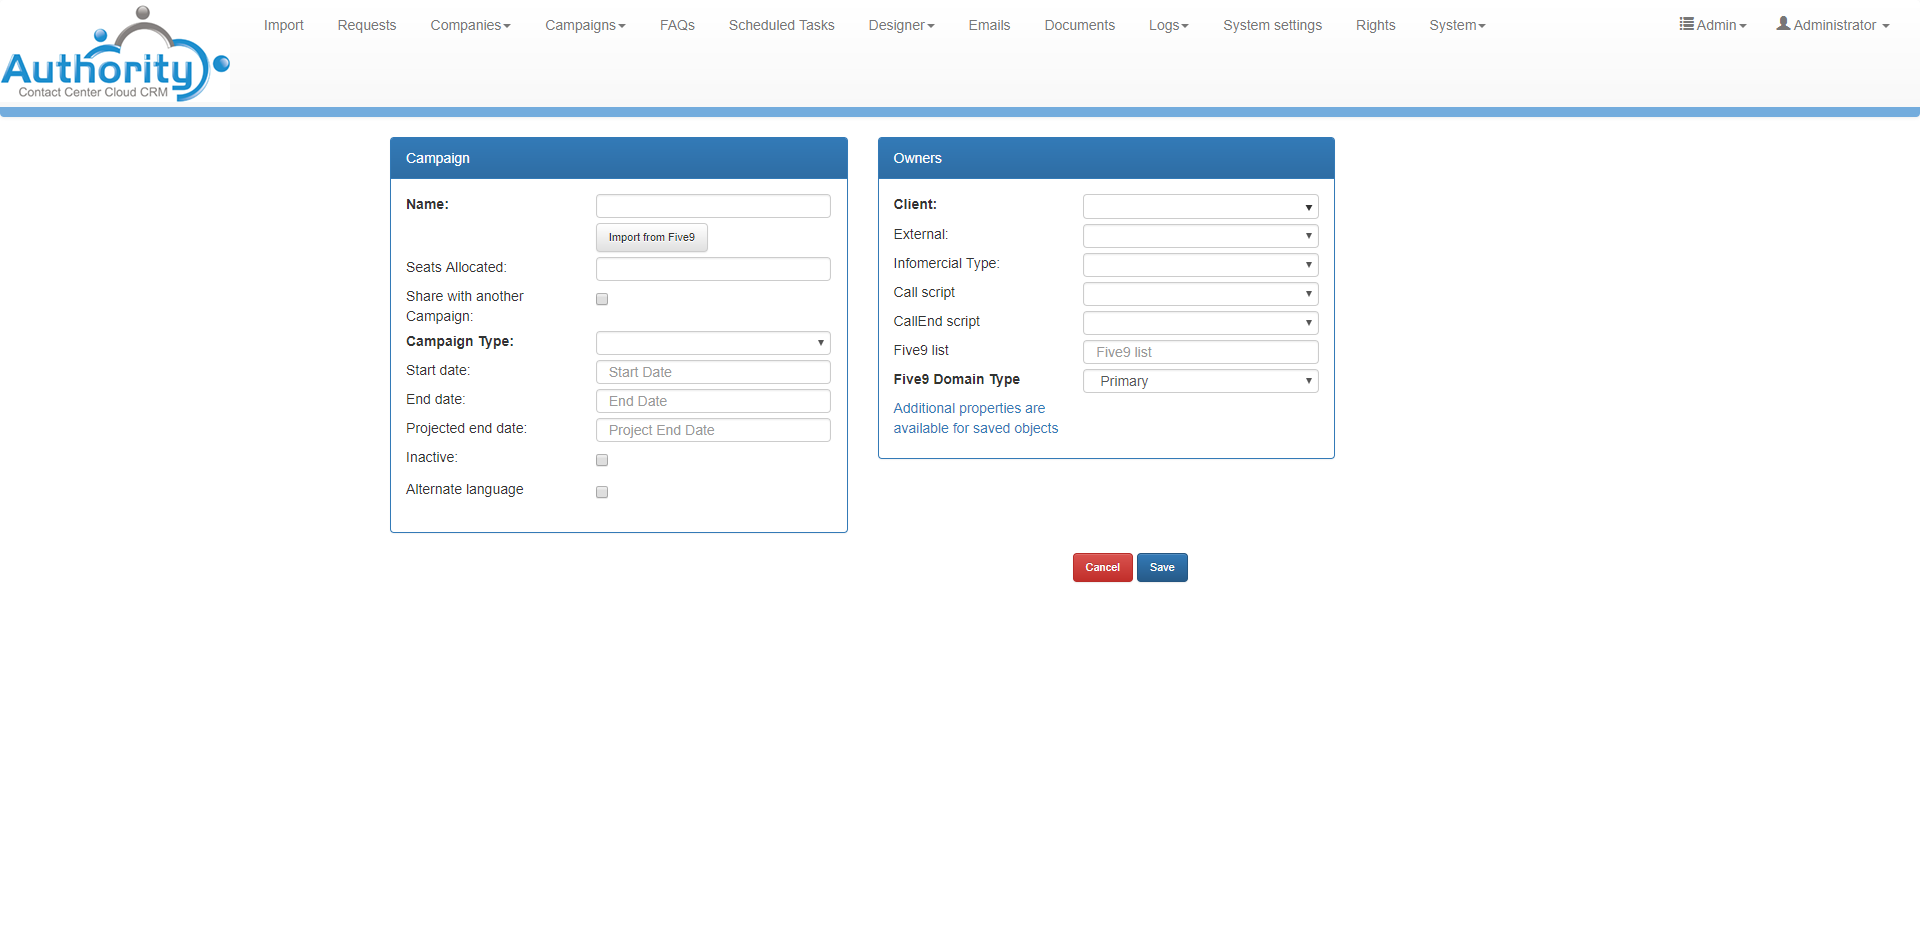 Authority
Contact Center Cloud CRM
Import Requests Companies Campaigns FAQs Scheduled Tasks Designer Emails Documents Logs System settings Rights System Admin Administrator
Campaign
Name:
Import from Five9
Seats Allocated:
Share with another
Campaign:
Campaign Type:
Start date: Start Date
End date: End Date
Projected end date: Project End Date
Inactive:
Alternate language
Owners
Client:
External:
Infomercial Type:
Call script
CallEnd script
Five9 list Five9 list
Five9 Domain Type Primary
Additional properties are
available for saved objects
Cancel Save